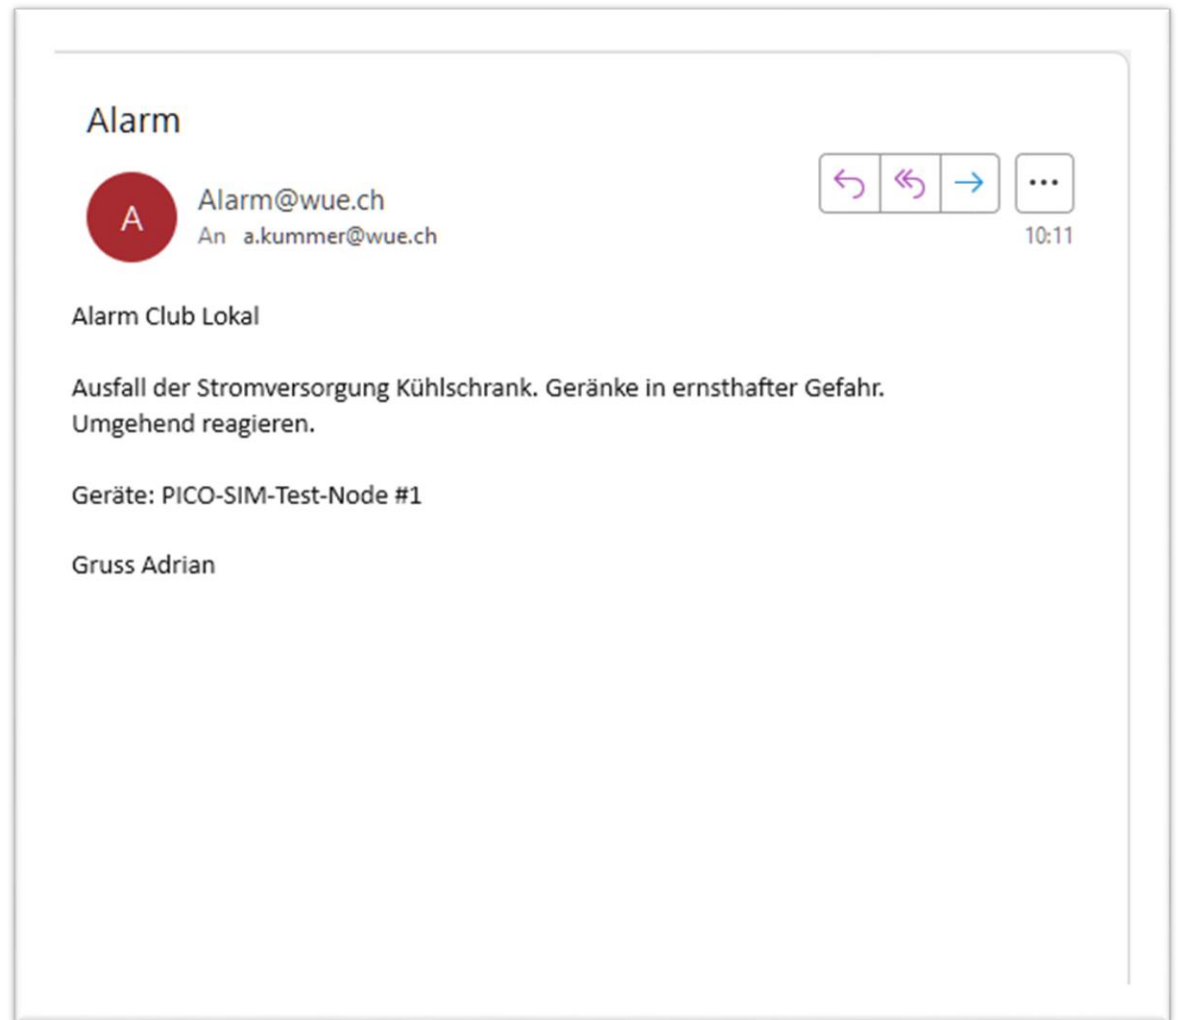 Alarm
A
Alarm@wue.ch
An a.kummer@wue.ch
10:11
Alarm Club Lokal
Ausfall der Stromversorgung Kühlschrank. Geränke in ernsthafter Gefahr.
Umgehend reagieren.
Geräte: PICO-SIM-Test-Node #1
Gruss Adrian